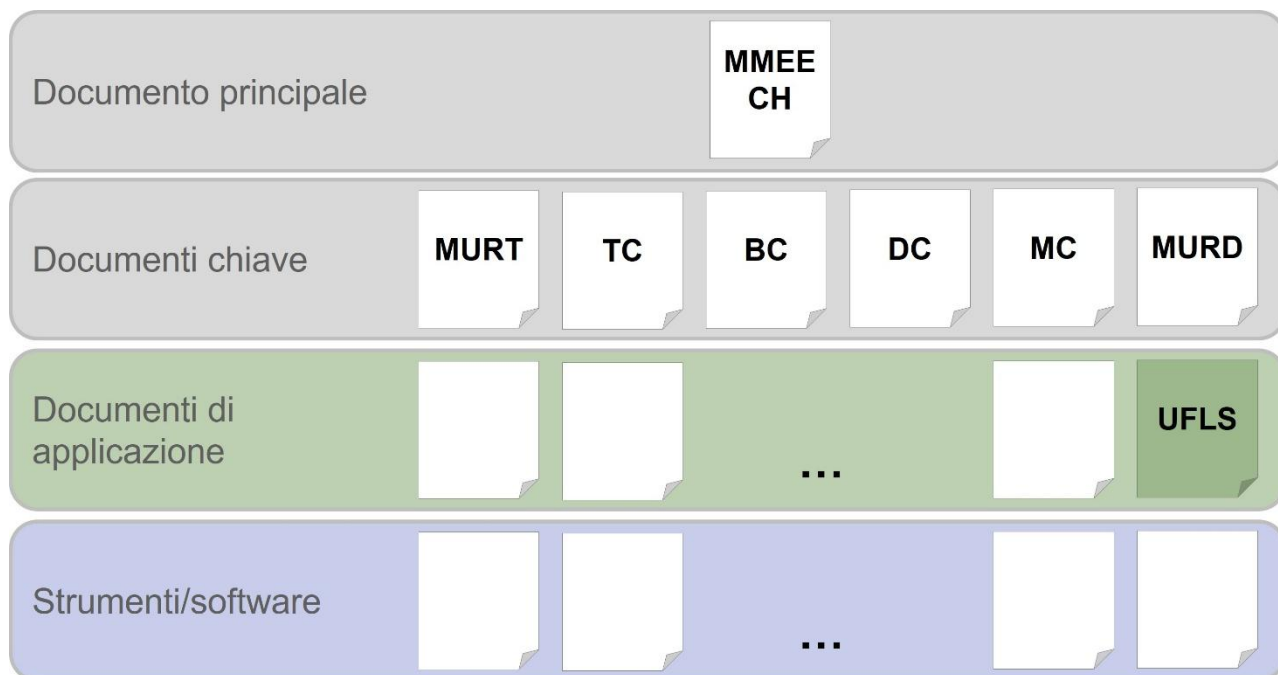 Documento principale
MMEE
CH
Documenti chiave
MURT
TC
BC
DC
MC
MURD
Documenti di
applicazione
...
UFLS
Strumenti/software
...